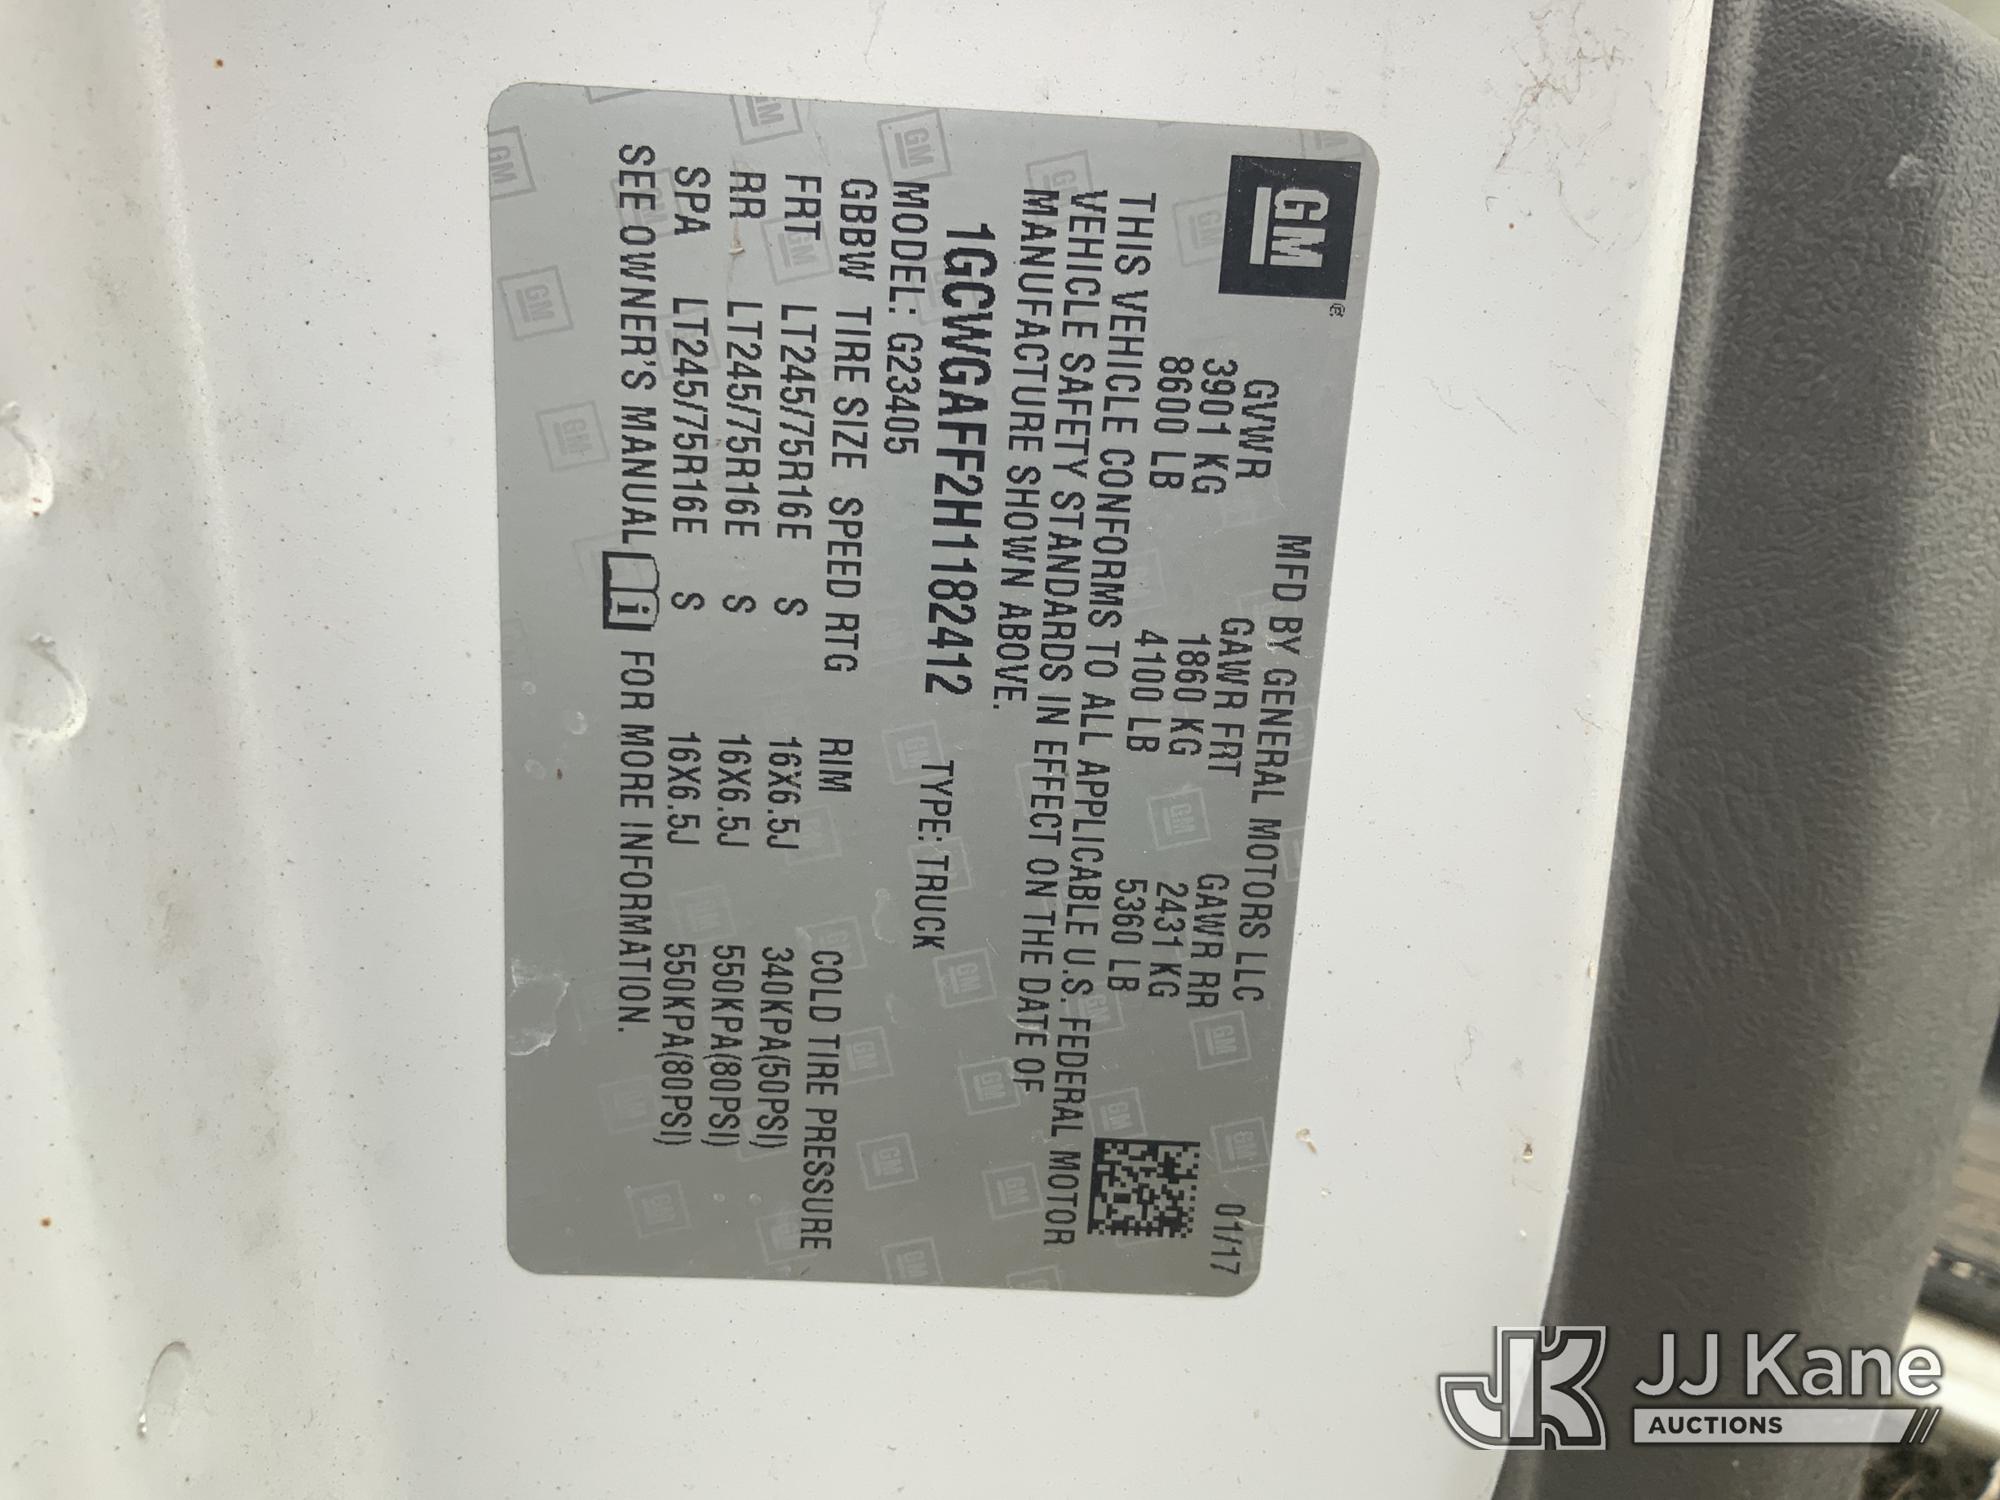 GM
MFD BY GENERAL MOTORS LLC 01/17
GVWR GAWR FRT GAWR RR
3901 KG 1860 KG 2431 KG
8600 LB 4100 LB 5360 LB
THIS VEHICLE CONFORMS TO ALL APPLICABLE U.S. FEDERAL MOTOR
VEHICLE SAFETY STANDARDS IN EFFECT ON THE DATE OF
MANUFACTURE SHOWN ABOVE.
1GCWGAFF2H1182412 TYPE: TRUCK
MODEL: G23405
GBBW TIRE SIZE SPEED RTG RIM COLD TIRE PRESSURE
FRT LT245/75R16E S 16X6.5J 340KPA(50PSI)
RR LT245/75R16E S 16X6.5J 550KPA(80PSI)
SPA LT245/75R16E S 16X6.5J 550KPA(80PSI)
SEE OWNER'S MANUAL i FOR MORE INFORMATION.
JK JJ Kane
AUCTIONS